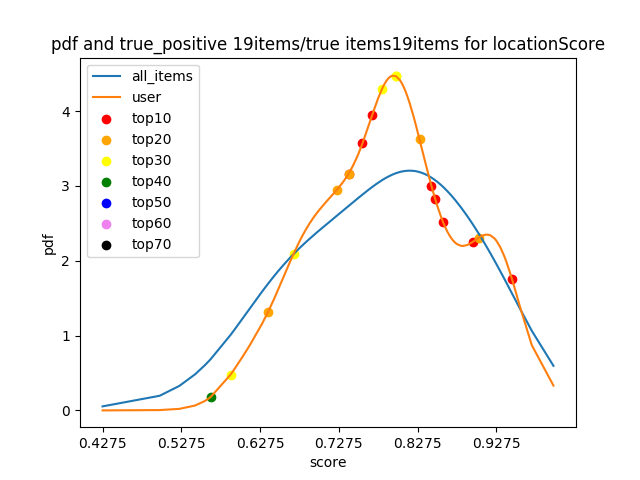 pdf and true_positive 19items/true items19items for locationScore
all_items
user
top10
top20
top30
top40
top50
top60
top70
pdf
4
3
2
1
0
0.4275 0.5275 0.6275 0.7275 0.8275 0.9275
score